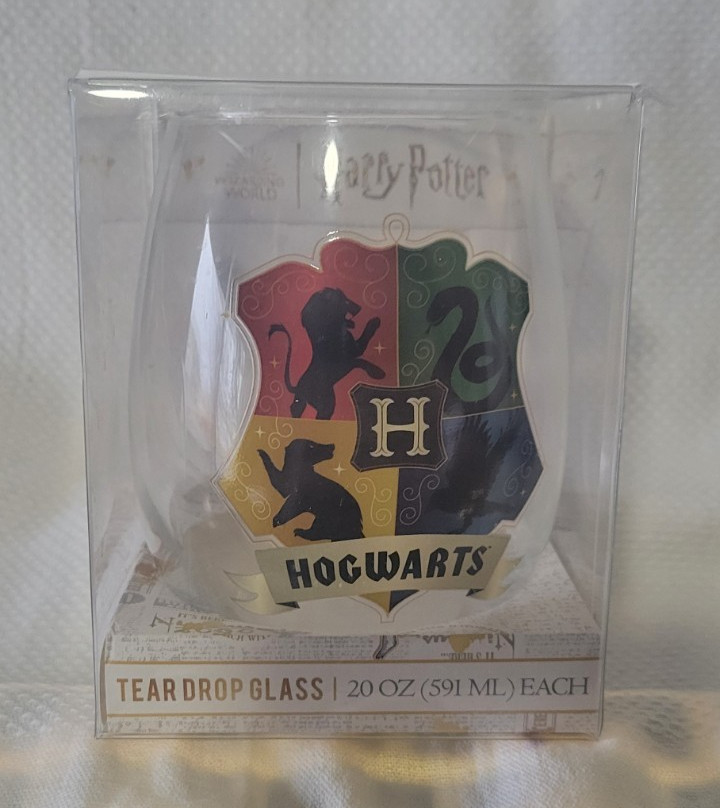 WIZARDING
WORLD
Harry Potter
H
HOGWARTS
TEAR DROP GLASS | 20 OZ (591 ML) EACH